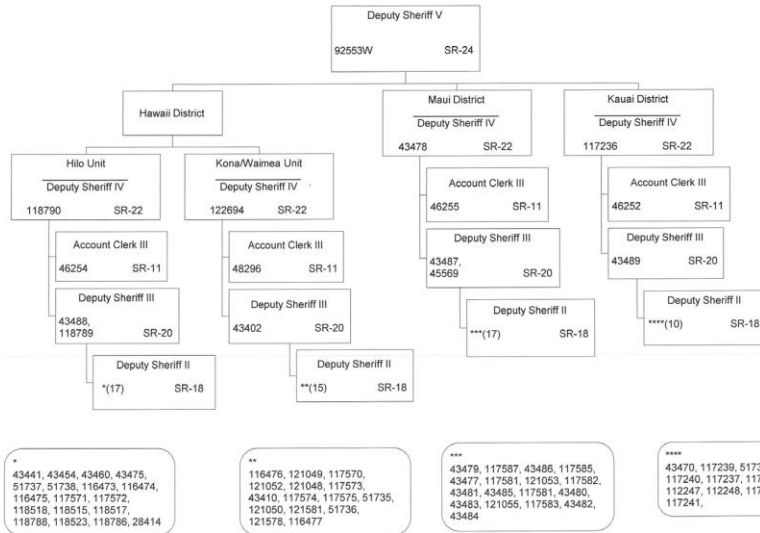 Deputy Sheriff V
92553W SR-24
Hawaii District
Maui District
Deputy Sheriff IV
43478 SR-22
Kauai District
Deputy Sheriff IV
117236 SR-22
Hilo Unit
Deputy Sheriff IV
118790 SR-22
Kona/Waimea Unit
Deputy Sheriff IV
122694 SR-22
Account Clerk III
46255 SR-11
Account Clerk III
46252 SR-11
Account Clerk III
46254 SR-11
Account Clerk III
48296 SR-11
Deputy Sheriff III
43487,
45569 SR-20
Deputy Sheriff III
43489 SR-20
Deputy Sheriff III
43488,
118789 SR-20
Deputy Sheriff III
43402 SR-20
Deputy Sheriff II
***(17) SR-18
Deputy Sheriff II
****(10) SR-18
Deputy Sheriff II
*(17) SR-18
Deputy Sheriff II
**(15) SR-18
*
43441, 43454, 43460, 43475,
51737, 51738, 116473, 116474,
116475, 117571, 117572,
118518, 118515, 118517,
118788, 118523, 118786, 28414
**
116476, 121049, 117570,
121052, 121048, 117573,
43410, 117574, 117575, 51735,
121050, 121581, 51736,
121578, 116477
***
43479, 117587, 43486, 117585,
43477, 117581, 121053, 117582,
43481, 43485, 117581, 43480,
43483, 121055, 117583, 43482,
43484
****
43470, 117239, 5173
117240, 117237, 117
112247, 112248, 117
117241,